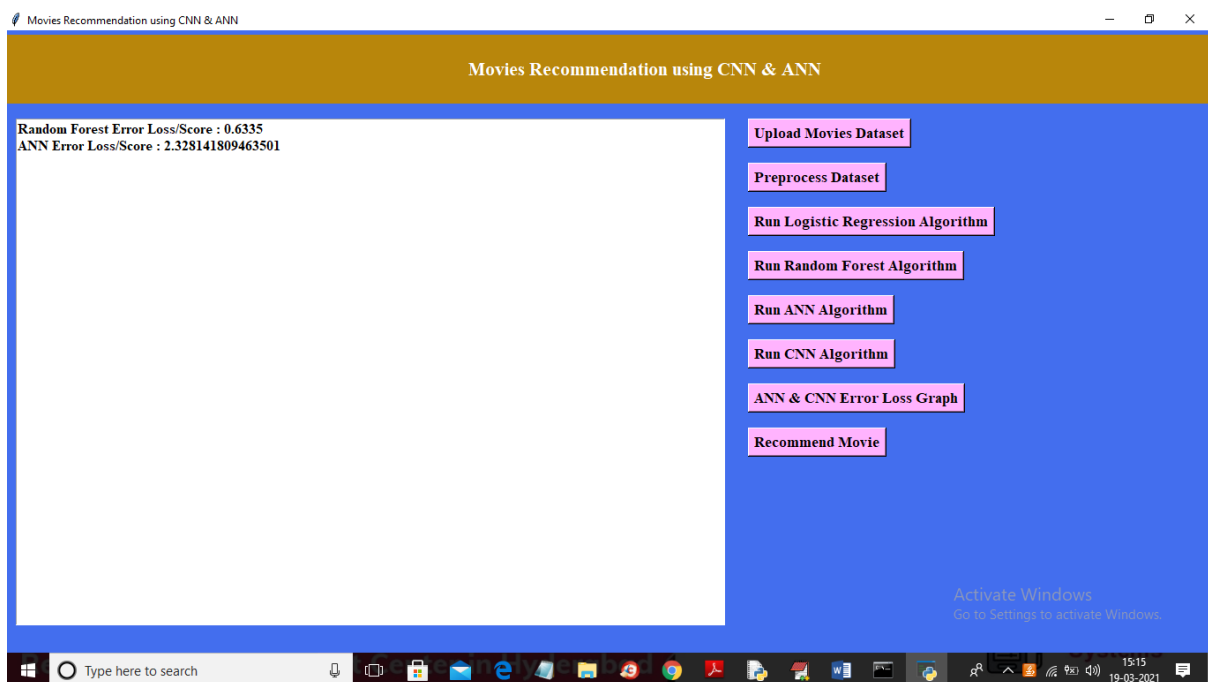 Movies Recommendation using CNN & ANN
Movies Recommendation using CNN & ANN
Random Forest Error Loss/Score : 0.6335
ANN Error Loss/Score : 2.328141809463501
Upload Movies Dataset
Preprocess Dataset
Run Logistic Regression Algorithm
Run Random Forest Algorithm
Run ANN Algorithm
Run CNN Algorithm
ANN & CNN Error Loss Graph
Recommend Movie
Activate Windows
Go to Settings to activate Windows.
Type here to search
15:15
19-03-2021